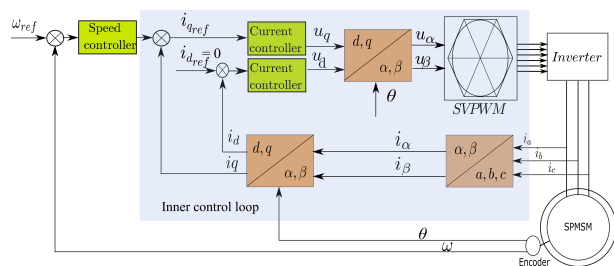 ω_ref
Speed
controller
i_q_ref
Current
controller
u_q
i_d_ref = 0
Current
controller
u_d
d, q
α, β
u_α
u_β
SVPWM
Inverter
θ
i_d
iq
d, q
α, β
i_α
i_β
α, β
a, b, c
i_a
i_b
i_c
Inner control loop
SPMSM
θ
ω
Encoder